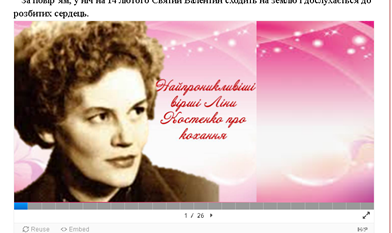 За повір'ям, у ніч на 14 лютого Святий Валентин сходить на землю і дослухається до
розбитих сердець.
Найпроникливіші
вірші Ліни
Костенко про
кохання
1 / 26
Reuse
Embed
H-P